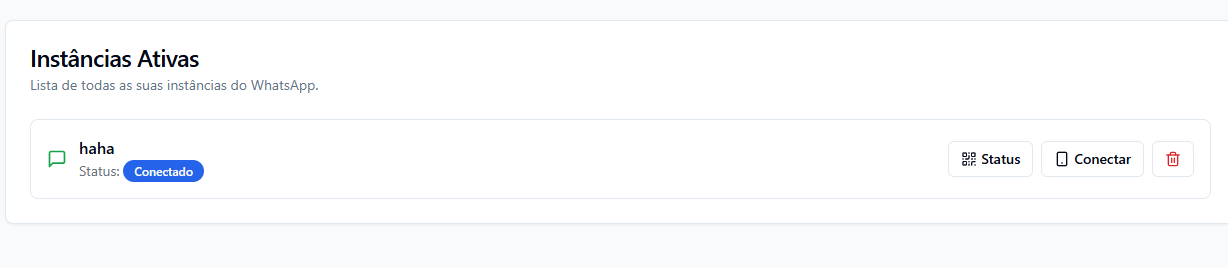 Instâncias Ativas
Lista de todas as suas instâncias do WhatsApp.
haha
Status: Conectado
Status Conectar